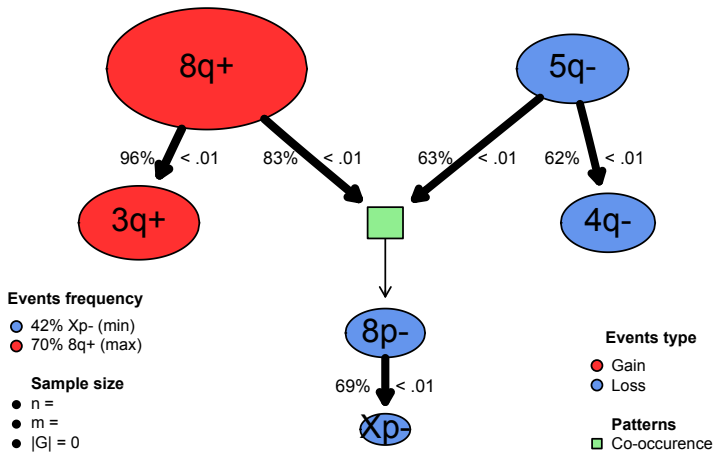 8q+
5q-
96% < .01
83% < .01
63% < .01
62% < .01
3q+
4q-
Events frequency
42% Xp- (min)
70% 8q+ (max)
Sample size
n =
m =
|G| = 0
8p-
69% < .01
Xp-
Events type
Gain
Loss
Patterns
Co-occurence